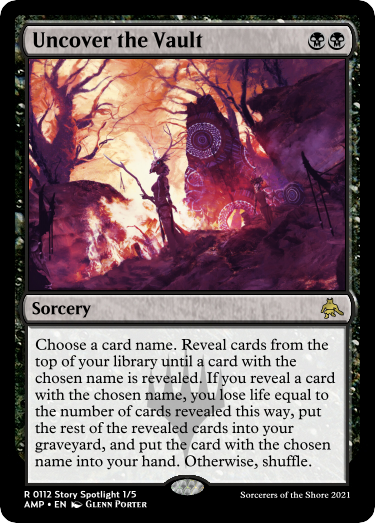 Uncover the Vault
Sorcery
Choose a card name. Reveal cards from the
top of your library until a card with the
chosen name is revealed. If you reveal a card
with the chosen name, you lose life equal to
the number of cards revealed this way, put
the rest of the revealed cards into your
graveyard, and put the card with the chosen
name into your hand. Otherwise, shuffle.
R 0112 Story Spotlight 1/5
AMP • EN Glenn Porter
Sorcerers of the Shore 2021